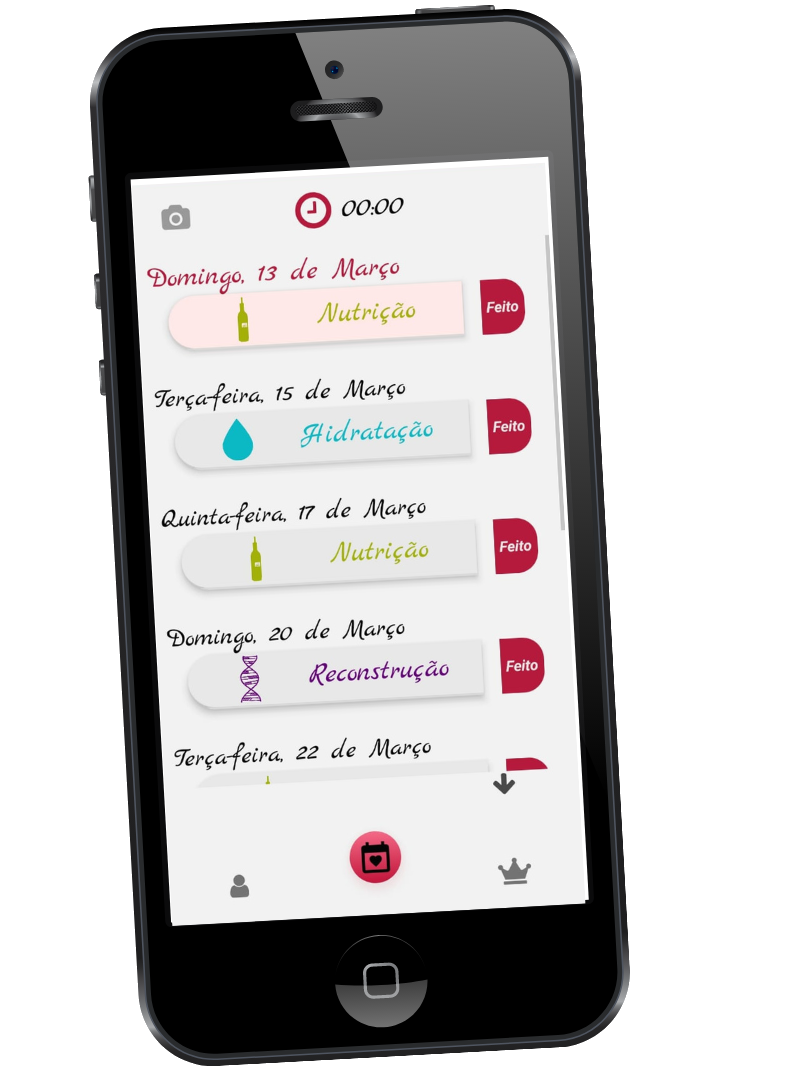 00:00
Domingo, 13 de Março
Nutrição
Feito
Terça-feira, 15 de Março
Hidratação
Feito
Quinta-feira, 17 de Março
Nutrição
Feito
Domingo, 20 de Março
Reconstrução
Feito
Terça-feira, 22 de Março